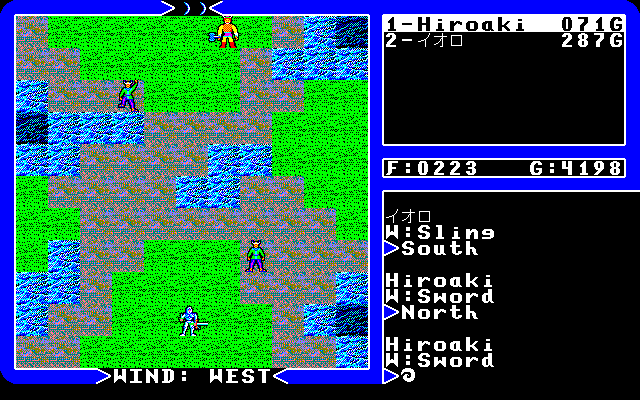 1-Hiroaki 071G
2-イオロ 287G
F:0223 G:4198
イオロ
W:Sling
South
Hiroaki
W:Sword
North
Hiroaki
W:Sword
WIND: WEST